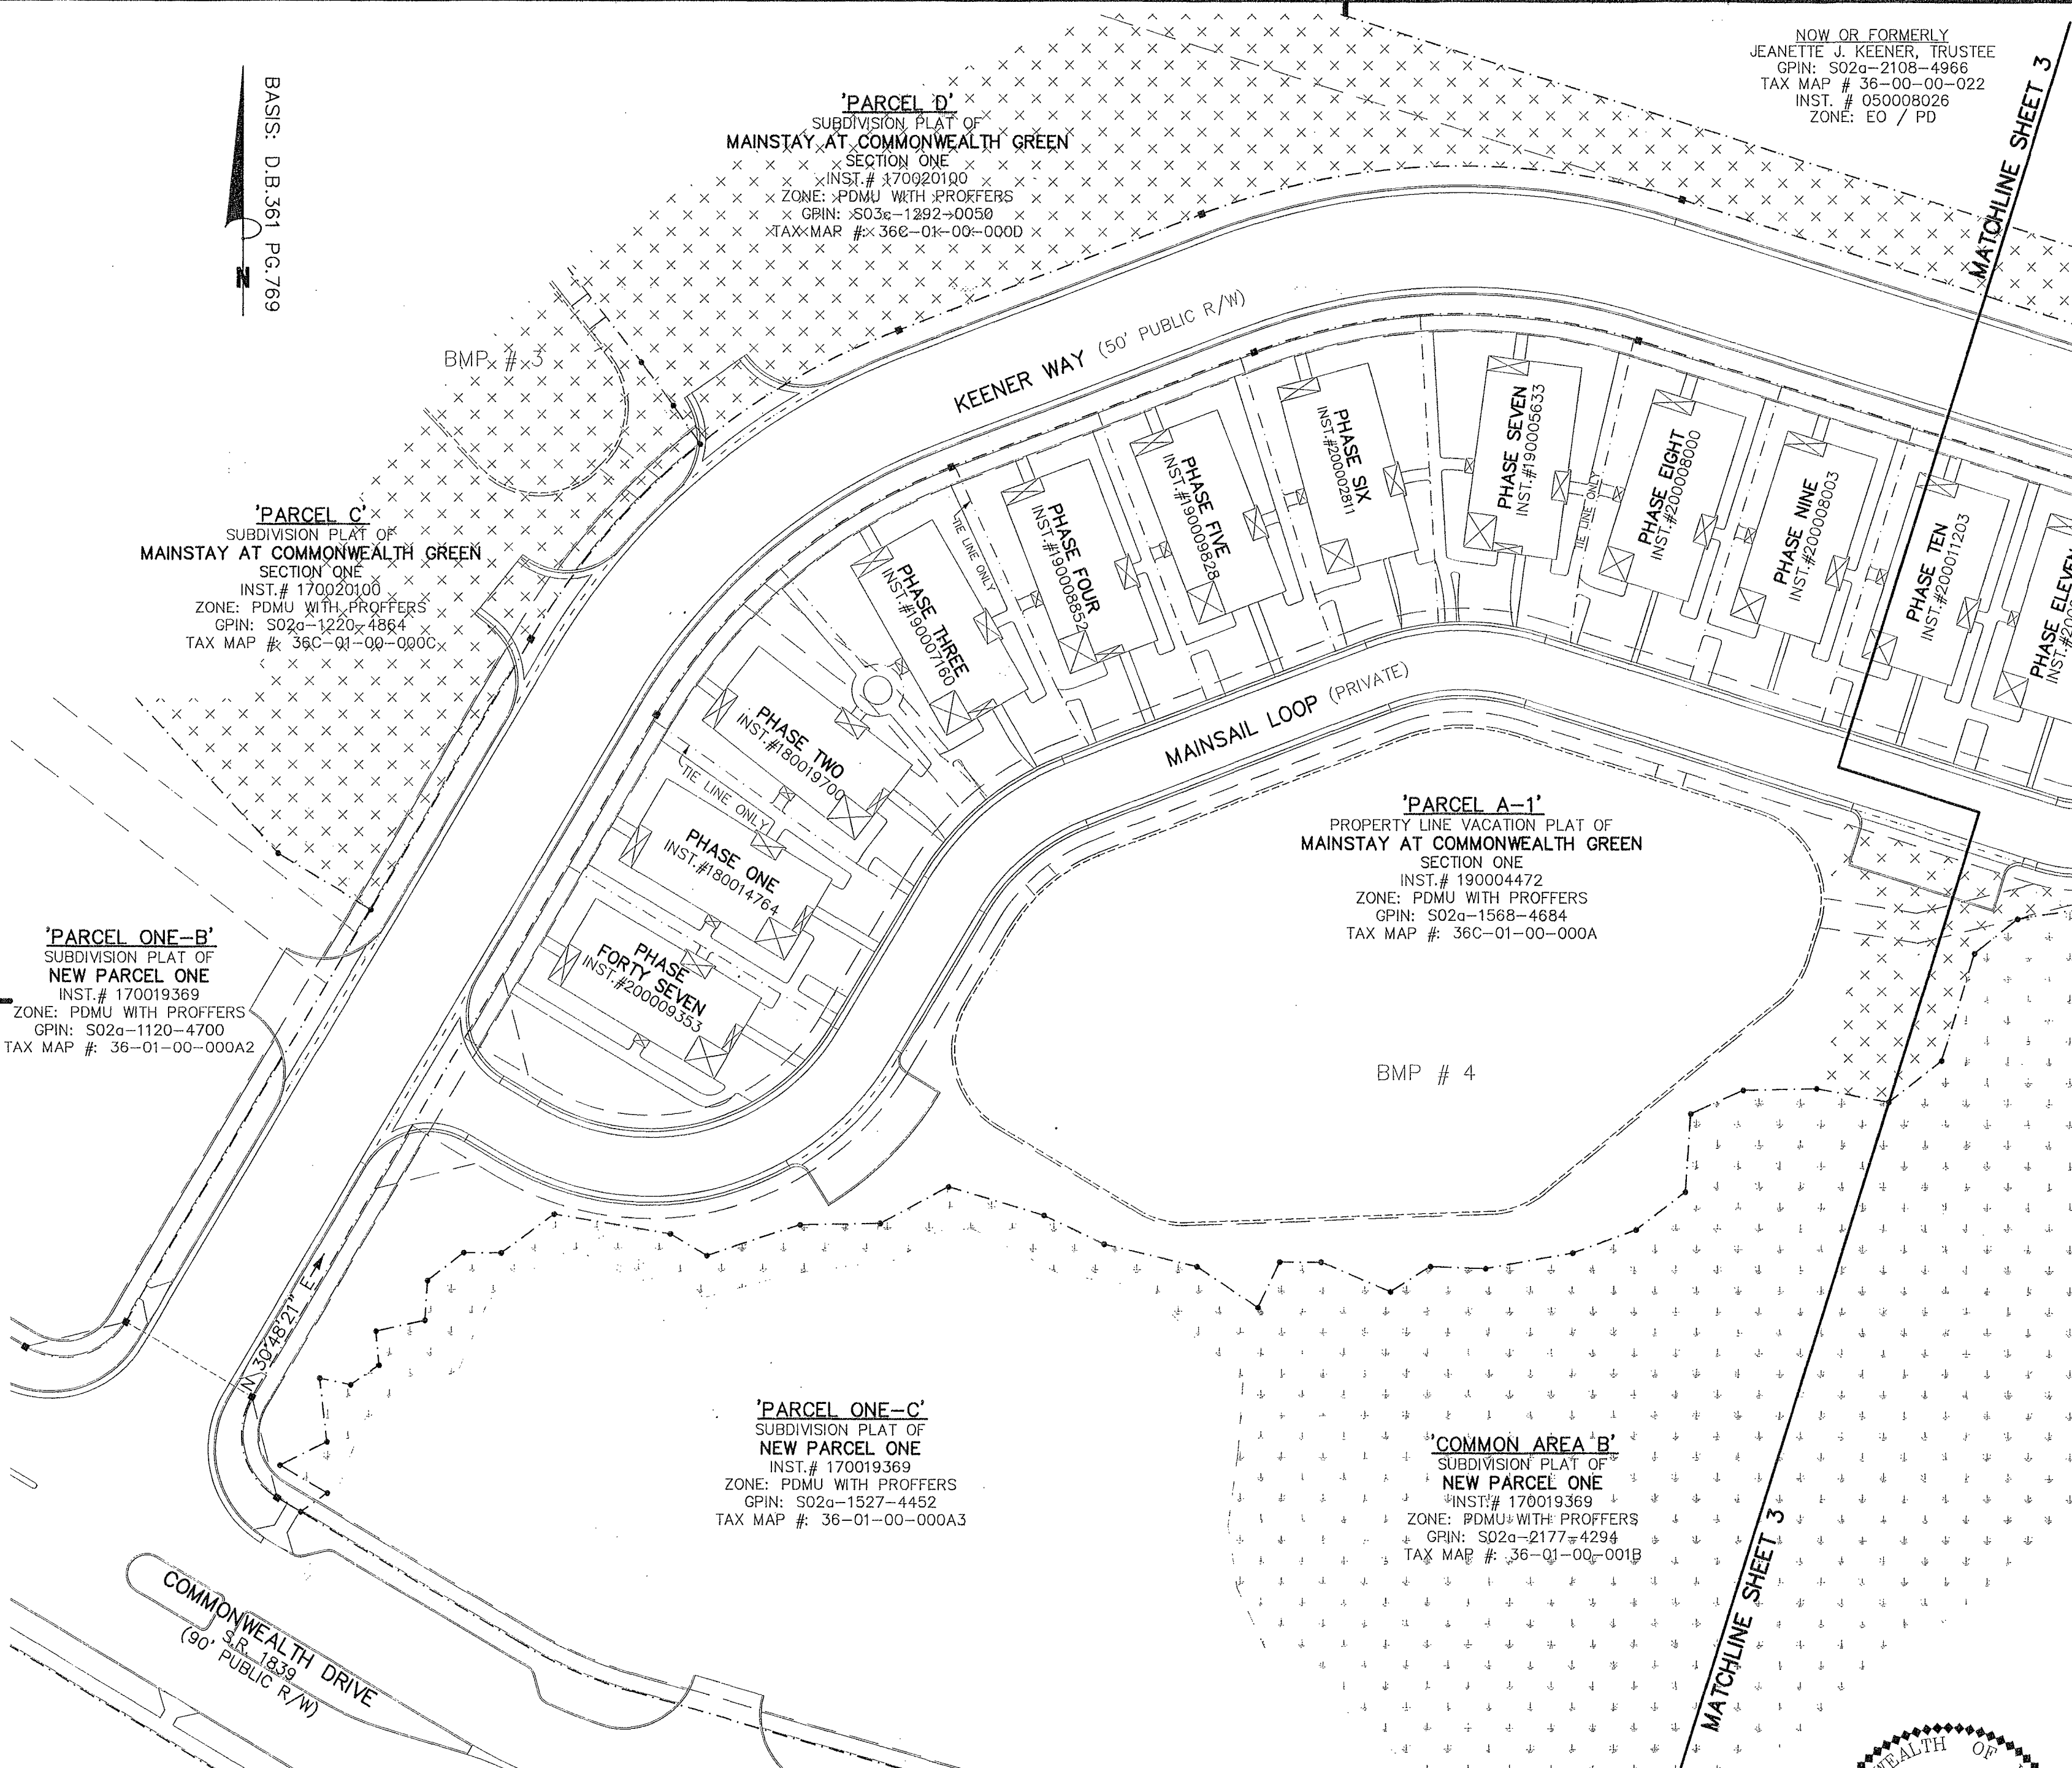 NOW OR FORMERLY
JEANETTE J. KEENER, TRUSTEE
GPIN: S02a-2108-4966
TAX MAP # 36-00-00-022
INST. # 050008026
ZONE: EO / PD
MATCHLINE SHEET 3
BASIS: D.B.361 PG.769
N
'PARCEL D'
SUBDIVISION PLAT OF
MAINSTAY AT COMMONWEALTH GREEN
SECTION ONE
INST.# 170020100
ZONE: PDMU WITH PROFFERS
GPIN: S03c-1292-0050
TAX MAP #: 36C-01-00-000D
BMP # 3
KEENER WAY (50' PUBLIC R/W)
'PARCEL C'
SUBDIVISION PLAT OF
MAINSTAY AT COMMONWEALTH GREEN
SECTION ONE
INST.# 170020100
ZONE: PDMU WITH PROFFERS
GPIN: S02a-1220-4864
TAX MAP #: 36C-01-00-000C
PHASE SEVEN
INST.#190005633
PHASE SIX
INST.#200002811
PHASE EIGHT
INST.#200008000
TIE LINE ONLY
PHASE FIVE
INST.#190009828
PHASE NINE
INST.#200008003
PHASE FOUR
INST.#190008852
TIE LINE ONLY
PHASE TEN
INST.#200011203
PHASE ELEVEN
PHASE THREE
INST.#190007160
PHASE TWO
INST.#180019700
TIE LINE ONLY
PHASE ONE
INST.#180014764
PHASE
FORTY SEVEN
INST.#200009353
MAINSAIL LOOP (PRIVATE)
'PARCEL A-1'
PROPERTY LINE VACATION PLAT OF
MAINSTAY AT COMMONWEALTH GREEN
SECTION ONE
INST.# 190004472
ZONE: PDMU WITH PROFFERS
GPIN: S02a-1568-4684
TAX MAP #: 36C-01-00-000A
BMP # 4
'PARCEL ONE-B'
SUBDIVISION PLAT OF
NEW PARCEL ONE
INST.# 170019369
ZONE: PDMU WITH PROFFERS
GPIN: S02a-1120-4700
TAX MAP #: 36-01-00-000A2
N 30°48'21" E
'PARCEL ONE-C'
SUBDIVISION PLAT OF
NEW PARCEL ONE
INST.# 170019369
ZONE: PDMU WITH PROFFERS
GPIN: S02a-1527-4452
TAX MAP #: 36-01-00-000A3
'COMMON AREA B'
SUBDIVISION PLAT OF
NEW PARCEL ONE
INST.# 170019369
ZONE: PDMU WITH PROFFERS
GPIN: S02a-2177-4294
TAX MAP #: 36-01-00-001B
MATCHLINE SHEET 3
COMMONWEALTH DRIVE
S.R. 1839
(90' PUBLIC R/W)
WEALTH OF